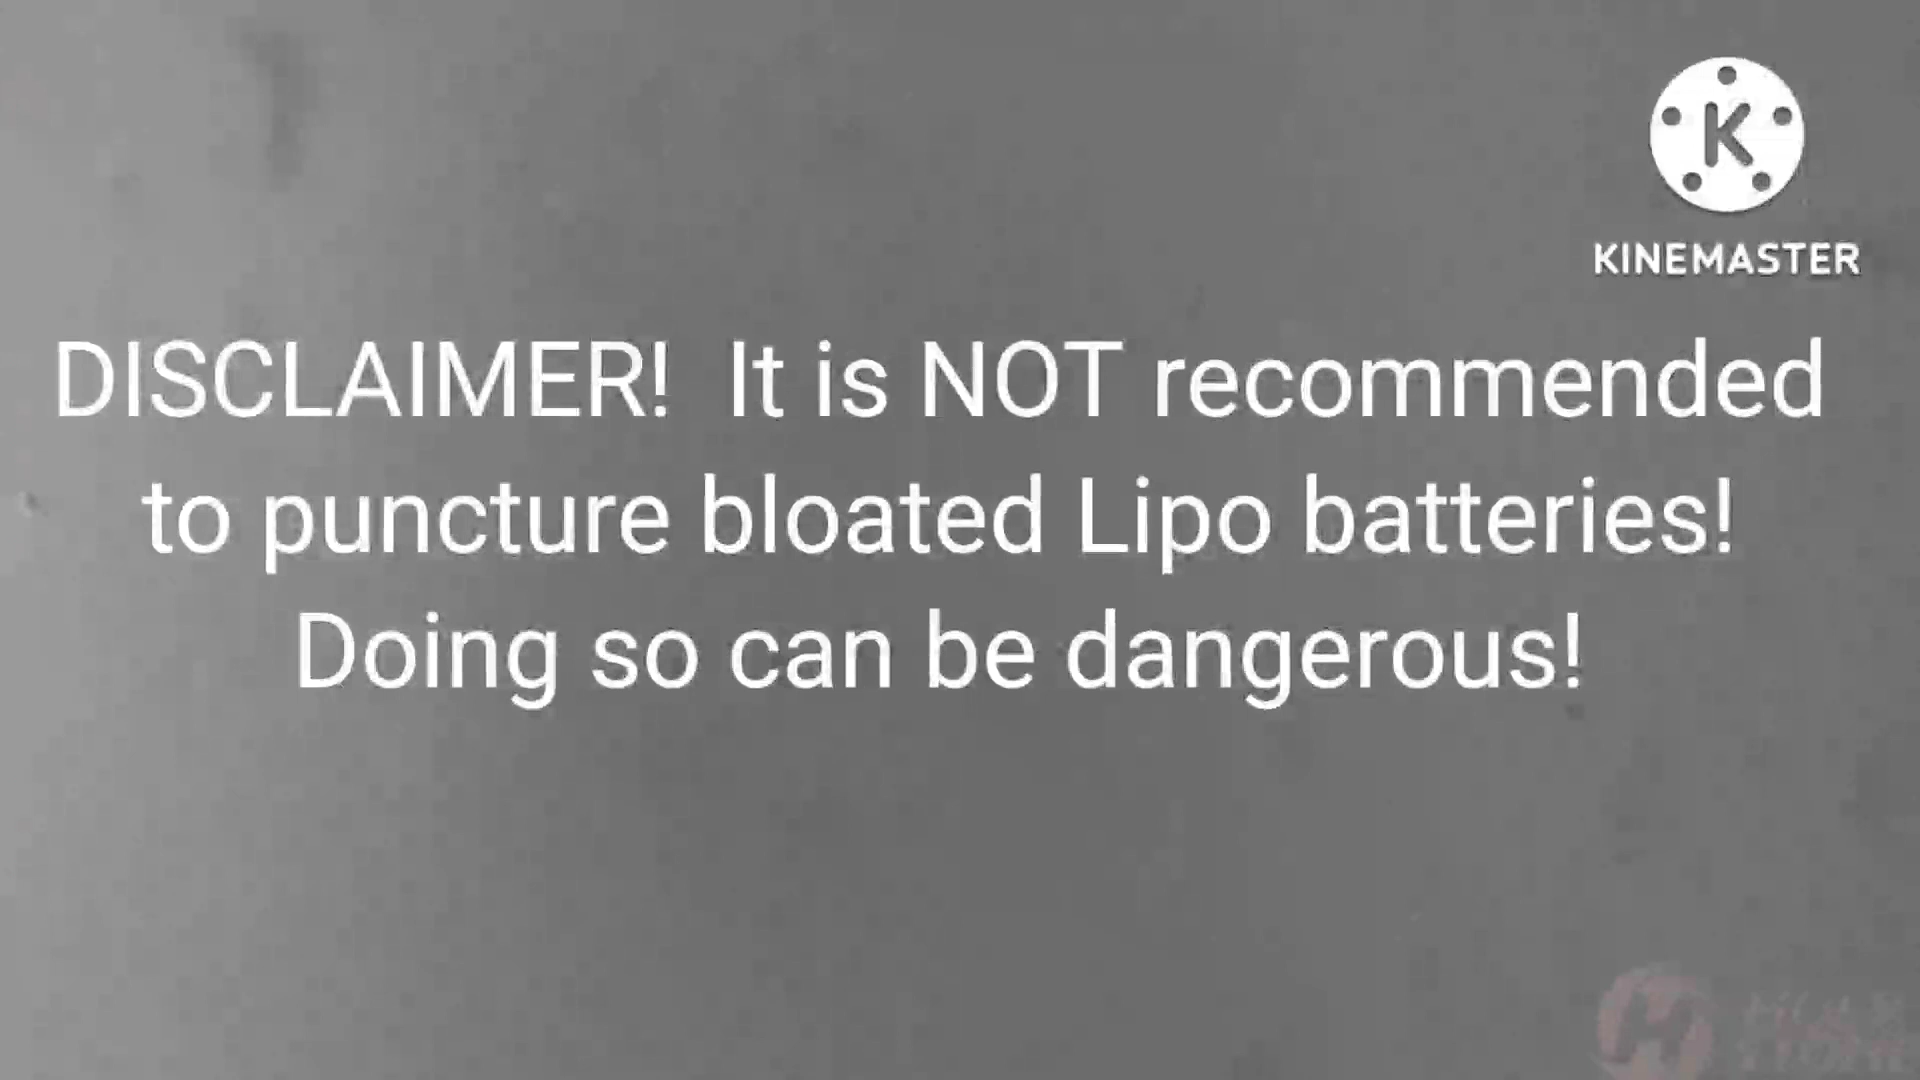 K
KINEMASTER
DISCLAIMER!  It is NOT recommended
to puncture bloated Lipo batteries!
Doing so can be dangerous!